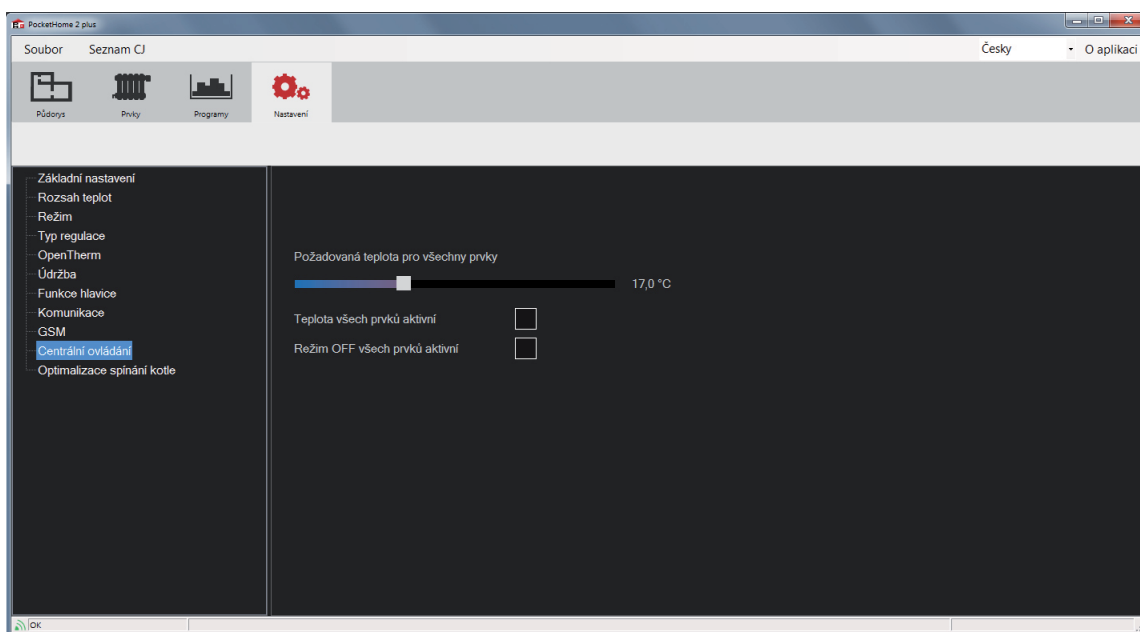 PocketHome 2 plus
Soubor Seznam CJ Česky O aplikaci
Půdorys Prvky Programy Nastavení
Základní nastavení
Rozsah teplot
Režim
Typ regulace
OpenTherm
Údržba
Funkce hlavice
Komunikace
GSM
Centrální ovládání
Optimalizace spínání kotle
Požadovaná teplota pro všechny prvky
17,0 °C
Teplota všech prvků aktivní
Režim OFF všech prvků aktivní
OK